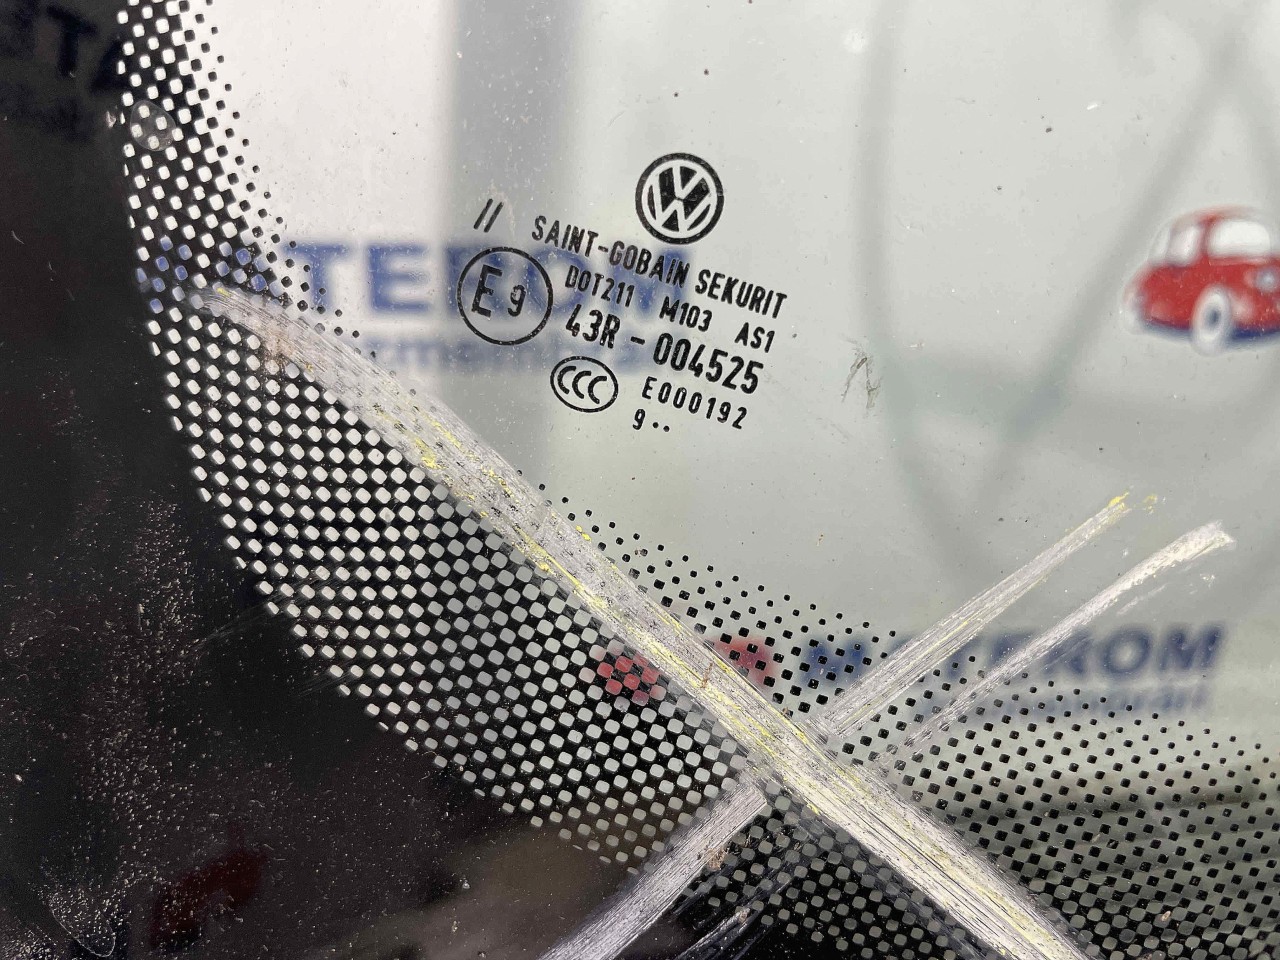 //
SAINT-GOBAIN SEKURIT
DOT211 M103 AS1
E9
43R - 004525
CCC E000192
9..